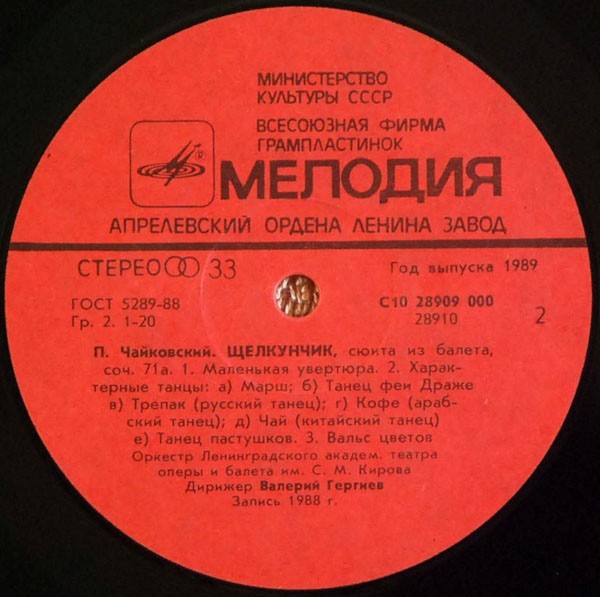 МИНИСТЕРСТВО
КУЛЬТУРЫ СССР
ВСЕСОЮЗНАЯ ФИРМА
ГРАМПЛАСТИНОК
МЕЛОДИЯ
АПРЕЛЕВСКИЙ ОРДЕНА ЛЕНИНА ЗАВОД
СТЕРЕО 33
Год выпуска 1989
ГОСТ 5289-88
С10 28909 000
Гр. 2. 1-20
28910
2
П. Чайковский. ЩЕЛКУНЧИК, сюита из балета,
соч. 71а. 1. Маленькая увертюра. 2. Харак-
терные танцы: а) Марш; б) Танец феи Драже
в) Трепак (русский танец); г) Кофе (араб-
ский танец); д) Чай (китайский танец)
е) Танец пастушков. 3. Вальс цветов
Оркестр Ленинградского академ. театра
оперы и балета им. С. М. Кирова
Дирижер Валерий Гергиев
Запись 1988 г.